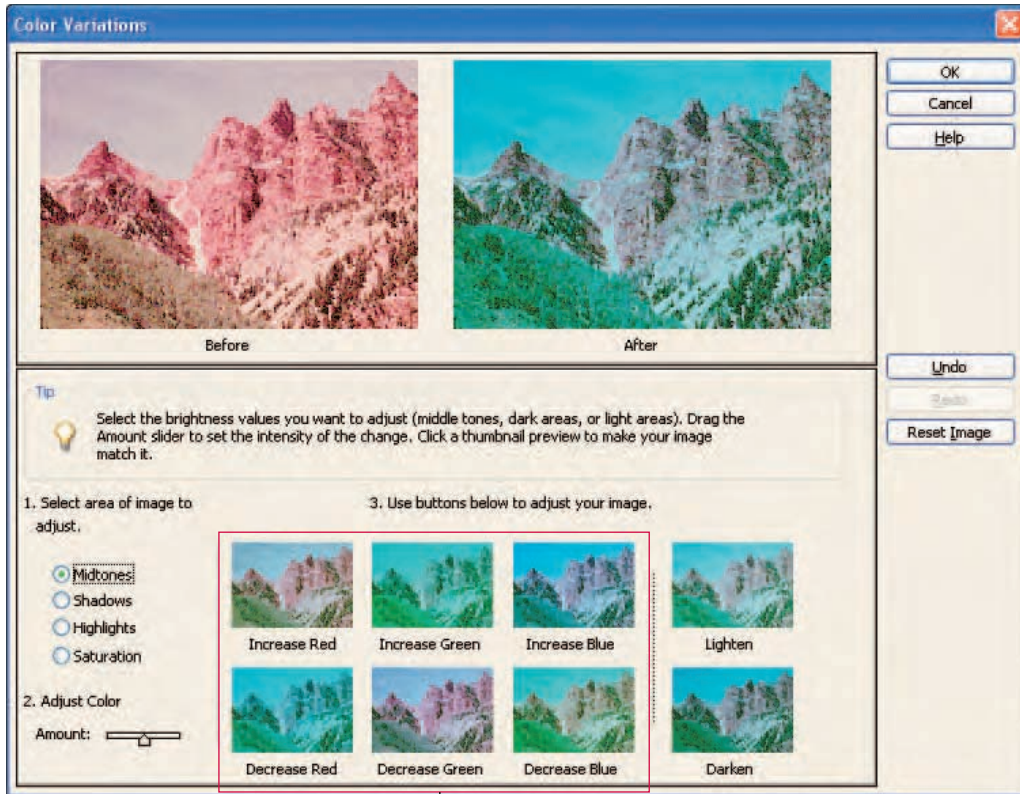 Color Variations
OK
Cancel
Help
Before
After
Undo
Redo
Reset Image
Tip
Select the brightness values you want to adjust (middle tones, dark areas, or light areas). Drag the
Amount slider to set the intensity of the change. Click a thumbnail preview to make your image
match it.
1. Select area of image to
adjust.
3. Use buttons below to adjust your image.
Midtones
Shadows
Highlights
Saturation
Increase Red
Increase Green
Increase Blue
Lighten
2. Adjust Color
Amount:
Decrease Red
Decrease Green
Decrease Blue
Darken